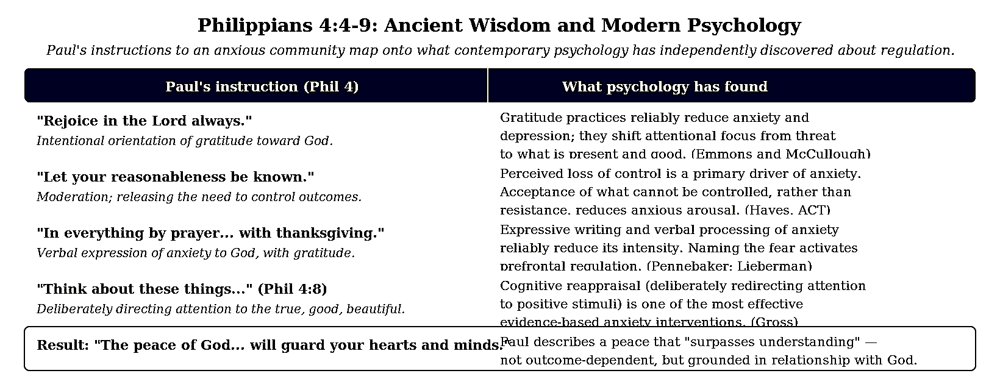 Philippians 4:4-9: Ancient Wisdom and Modern Psychology
Paul's instructions to an anxious community map onto what contemporary psychology has independently discovered about regulation.
Paul's instruction (Phil 4)
What psychology has found
"Rejoice in the Lord always."
Intentional orientation of gratitude toward God.
Gratitude practices reliably reduce anxiety and
depression; they shift attentional focus from threat
to what is present and good. (Emmons and McCullough)
"Let your reasonableness be known."
Moderation; releasing the need to control outcomes.
Perceived loss of control is a primary driver of anxiety.
Acceptance of what cannot be controlled, rather than
resistance, reduces anxious arousal. (Hayes, ACT)
"In everything by prayer... with thanksgiving."
Verbal expression of anxiety to God, with gratitude.
Expressive writing and verbal processing of anxiety
reliably reduce its intensity. Naming the fear activates
prefrontal regulation. (Pennebaker; Lieberman)
"Think about these things..." (Phil 4:8)
Deliberately directing attention to the true, good, beautiful.
Cognitive reappraisal (deliberately redirecting attention
to positive stimuli) is one of the most effective
evidence-based anxiety interventions. (Gross)
Result: "The peace of God... will guard your hearts and minds."
Paul describes a peace that "surpasses understanding" —
not outcome-dependent, but grounded in relationship with God.